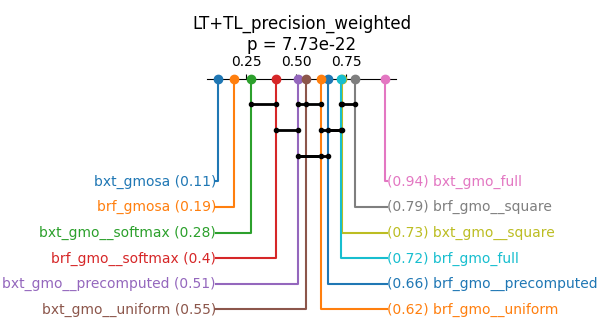 LT+TL_precision_weighted
p = 7.73e-22
0.25 0.50 0.75
bxt_gmosa (0.11) (0.94) bxt_gmo_full
brf_gmosa (0.19) (0.79) brf_gmo__square
bxt_gmo__softmax (0.28) (0.73) bxt_gmo__square
brf_gmo__softmax (0.4) (0.72) brf_gmo_full
bxt_gmo__precomputed (0.51) (0.66) brf_gmo__precomputed
bxt_gmo__uniform (0.55) (0.62) brf_gmo__uniform